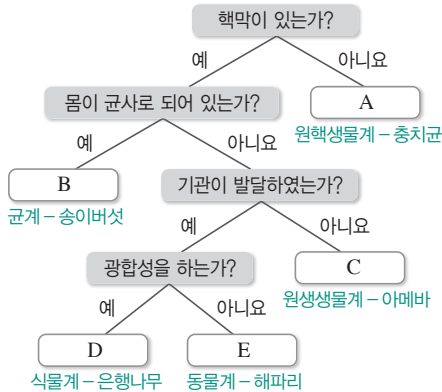 핵막이 있는가?
예
아니요
몸이 균사로 되어 있는가?
A
원핵생물계 – 충치균
예
아니요
B
균계 – 송이버섯
기관이 발달하였는가?
예
아니요
광합성을 하는가?
C
원생생물계 – 아메바
예
아니요
D
E
식물계 – 은행나무
동물계 – 해파리